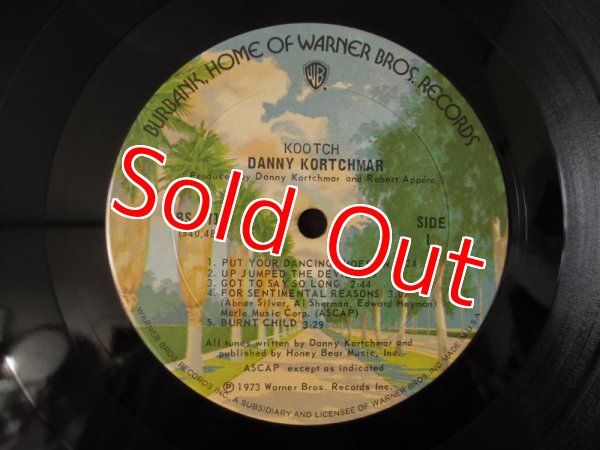 BURBANK, HOME OF WARNER BROS. RECORDS
WB
KOOTCH
DANNY KORTCHMAR
Produced by Danny Kortchmar and Robert Appère
BS
SIDE
1
Sold Out
1. PUT YOUR DANCING
2. UP JUMPED THE DEVIL
3. GOT TO SAY SO LONG 2:44
4. FOR SENTIMENTAL REASONS
(Abner Silver, Al Sherman, Edward Heyman)
Marlo Music Corp. (ASCAP)
5. BURNT CHILD 3:29
All tunes written by Danny Kortchmar and
published by Honey Bear Music, Inc.
ASCAP except as indicated
℗1973 Warner Bros. Records Inc.
WARNER BROS. RECORDS INC., A SUBSIDIARY AND LICENSEE OF WARNER BROS. INC. MADE IN U.S.A.